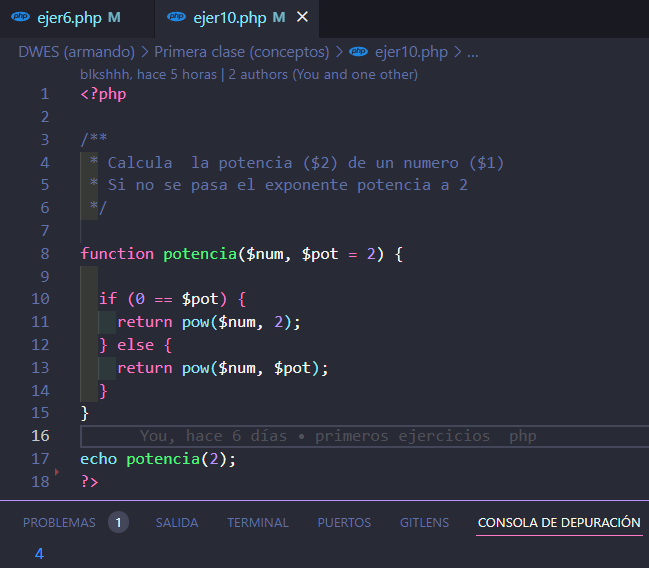 php ejer6.php M php ejer10.php M ×
DWES (armando) > Primera clase (conceptos) > php ejer10.php > ...
blkshhh, hace 5 horas | 2 authors (You and one other)
1 <?php
2
3 /**
4 * Calcula  la potencia ($2) de un numero ($1)
5 * Si no se pasa el exponente potencia a 2
6 */
7
8 function potencia($num, $pot = 2) {
9
10 if (0 == $pot) {
11 return pow($num, 2);
12 } else {
13 return pow($num, $pot);
14 }
15 }
16 You, hace 6 días • primeros ejercicios  php
17 echo potencia(2);
18 ?>
PROBLEMAS 1 SALIDA TERMINAL PUERTOS GITLENS CONSOLA DE DEPURACIÓN
4